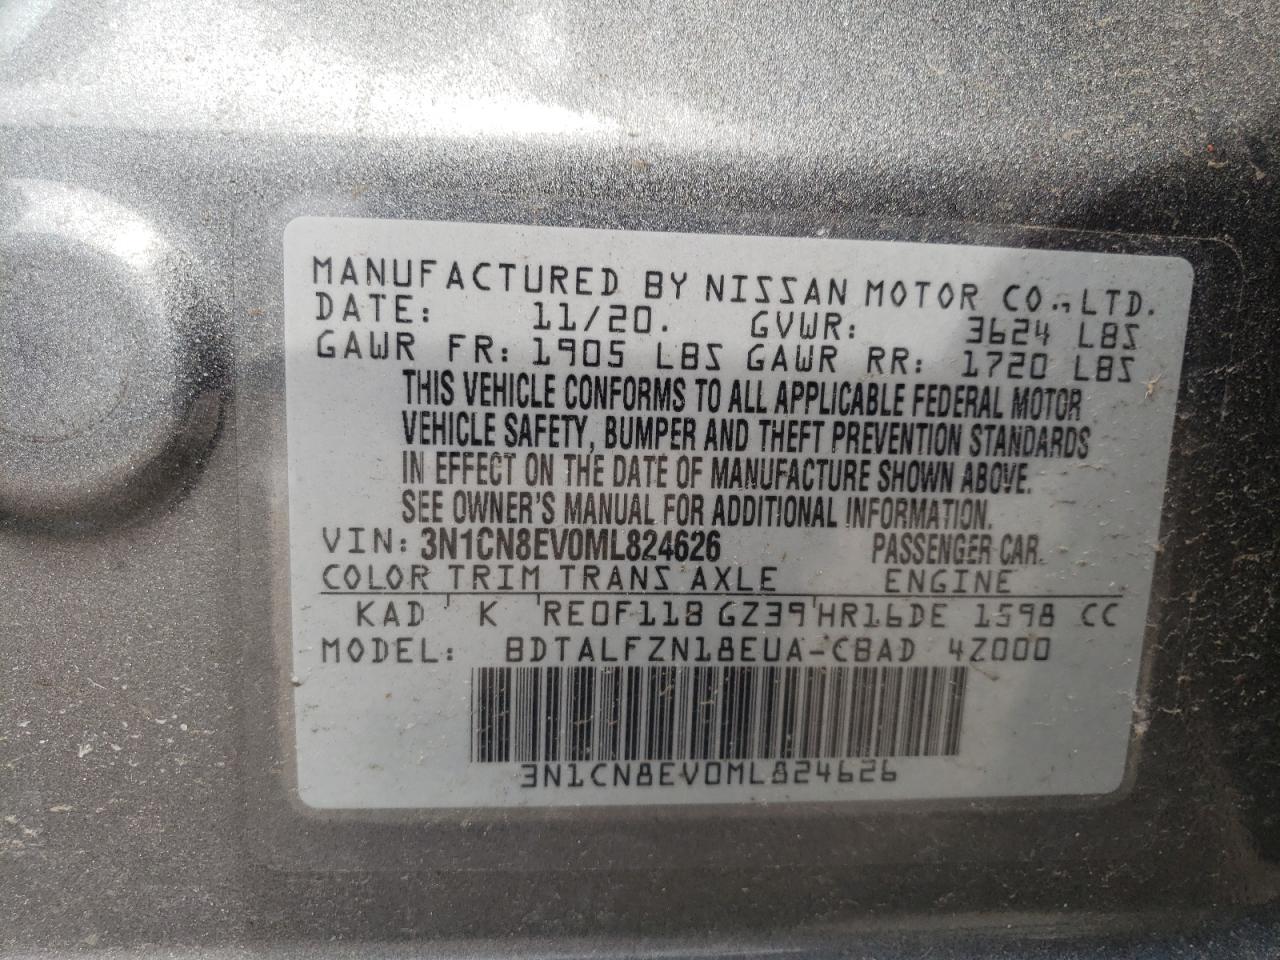 MANUFACTURED BY NISSAN MOTOR CO., LTD.
DATE: 11/20. GVWR: 3624 LBS
GAWR FR: 1905 LBS GAWR RR: 1720 LBS
THIS VEHICLE CONFORMS TO ALL APPLICABLE FEDERAL MOTOR
VEHICLE SAFETY, BUMPER AND THEFT PREVENTION STANDARDS
IN EFFECT ON THE DATE OF MANUFACTURE SHOWN ABOVE.
SEE OWNER'S MANUAL FOR ADDITIONAL INFORMATION.
VIN: 3N1CN8EV0ML824626 PASSENGER CAR.
COLOR TRIM TRANS AXLE ENGINE
KAD K RE0F11B GZ39 HR16DE 1598 CC
MODEL: BDTALFZN18EUA-CBAD 4Z000
3N1CN8EV0ML824626